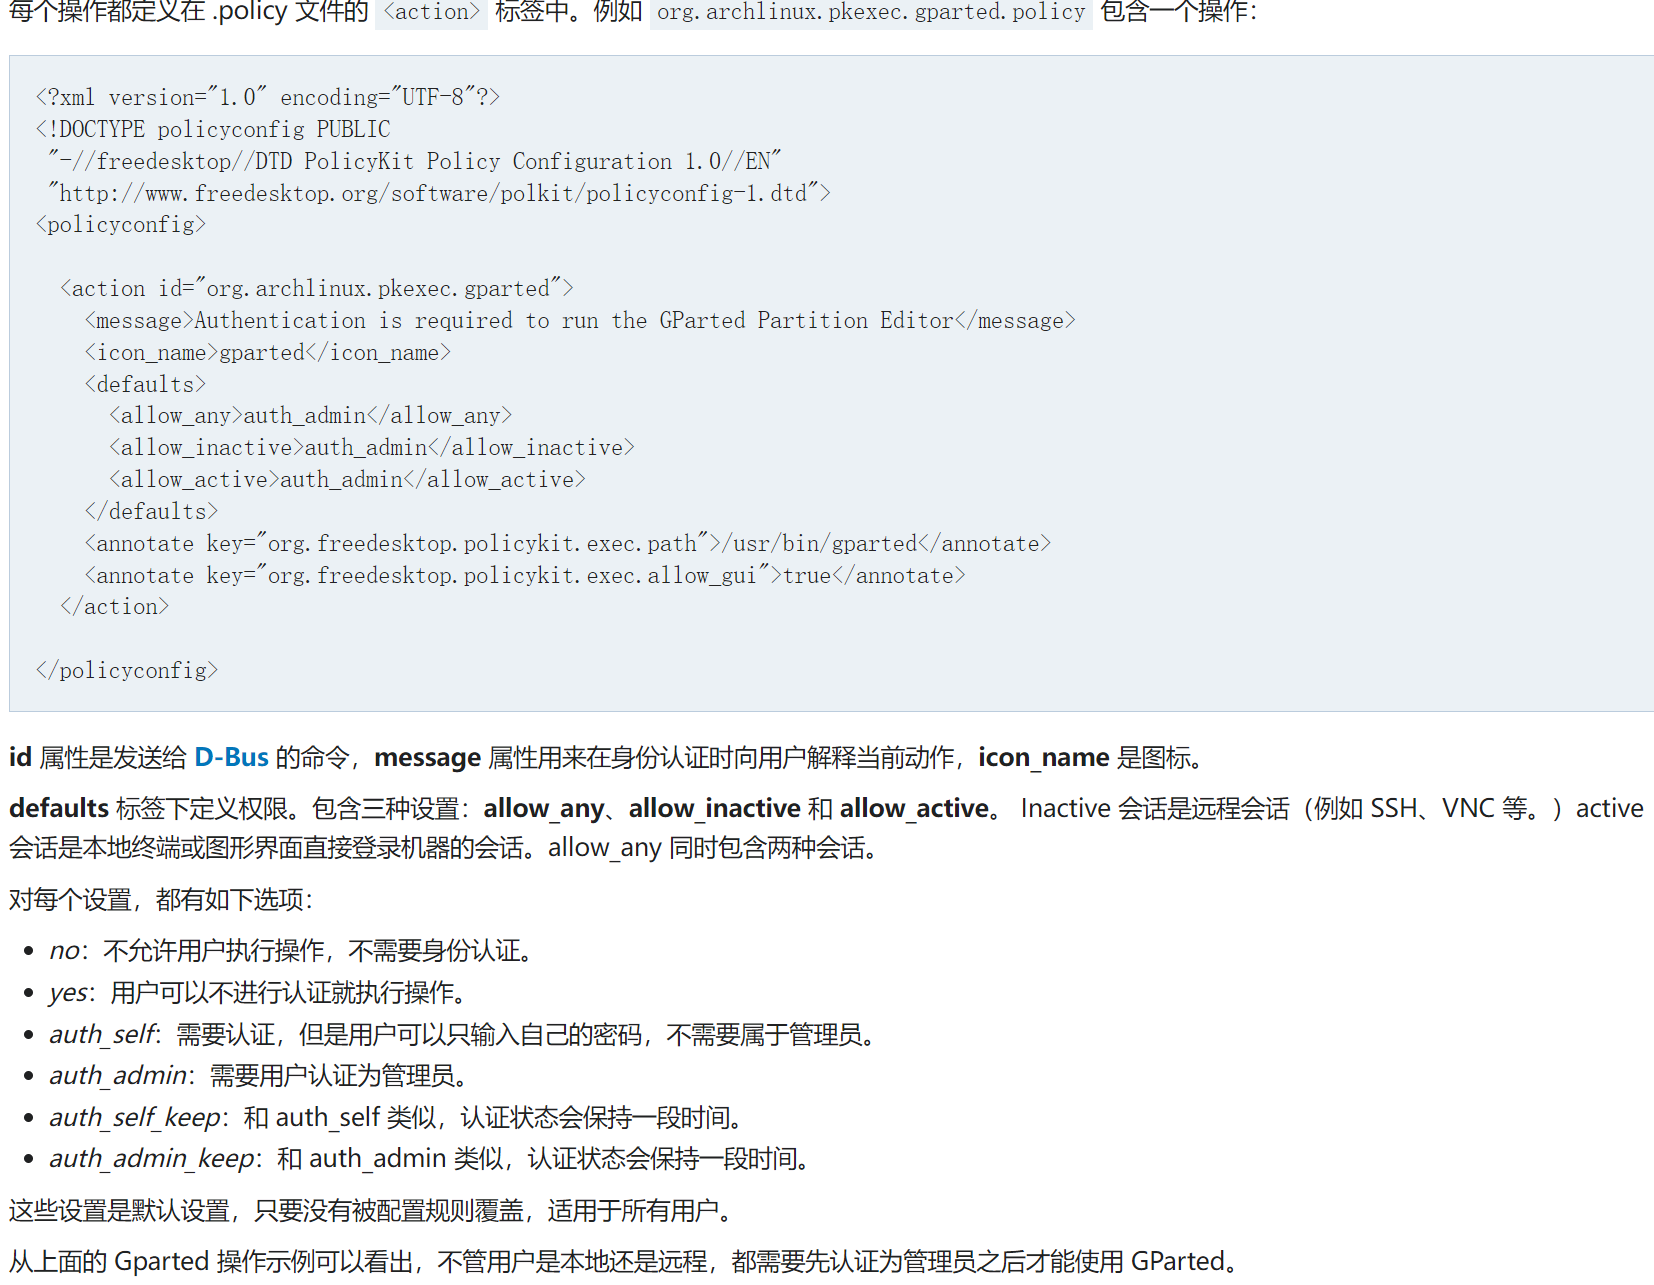 每个操作都定义在 .policy 文件的 <action> 标签中。例如 org.archlinux.pkexec.gparted.policy 包含一个操作：
<?xml version="1.0" encoding="UTF-8"?>
<!DOCTYPE policyconfig PUBLIC
 "-//freedesktop//DTD PolicyKit Policy Configuration 1.0//EN"
 "http://www.freedesktop.org/software/polkit/policyconfig-1.dtd">
<policyconfig>
  <action id="org.archlinux.pkexec.gparted">
    <message>Authentication is required to run the GParted Partition Editor</message>
    <icon_name>gparted</icon_name>
    <defaults>
      <allow_any>auth_admin</allow_any>
      <allow_inactive>auth_admin</allow_inactive>
      <allow_active>auth_admin</allow_active>
    </defaults>
    <annotate key="org.freedesktop.policykit.exec.path">/usr/bin/gparted</annotate>
    <annotate key="org.freedesktop.policykit.exec.allow_gui">true</annotate>
  </action>
</policyconfig>
id 属性是发送给 D-Bus 的命令，message 属性用来在身份认证时向用户解释当前动作，icon_name 是图标。
defaults 标签下定义权限。包含三种设置：allow_any、allow_inactive 和 allow_active。 Inactive 会话是远程会话（例如 SSH、VNC 等。）active
会话是本地终端或图形界面直接登录机器的会话。allow_any 同时包含两种会话。
对每个设置，都有如下选项：
• no：不允许用户执行操作，不需要身份认证。
• yes：用户可以不进行认证就执行操作。
• auth_self：需要认证，但是用户可以只输入自己的密码，不需要属于管理员。
• auth_admin：需要用户认证为管理员。
• auth_self_keep：和 auth_self 类似，认证状态会保持一段时间。
• auth_admin_keep：和 auth_admin 类似，认证状态会保持一段时间。
这些设置是默认设置，只要没有被配置规则覆盖，适用于所有用户。
从上面的 Gparted 操作示例可以看出，不管用户是本地还是远程，都需要先认证为管理员之后才能使用 GParted。